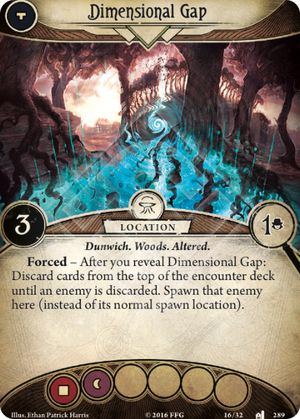 Dimensional Gap
3
LOCATION
1
Dunwich. Woods. Altered.
Forced – After you reveal Dimensional Gap:
Discard cards from the top of the encounter deck
until an enemy is discarded. Spawn that enemy
here (instead of its normal spawn location).
Illus. Ethan Patrick Harris
© 2016 FFG
16/32
289